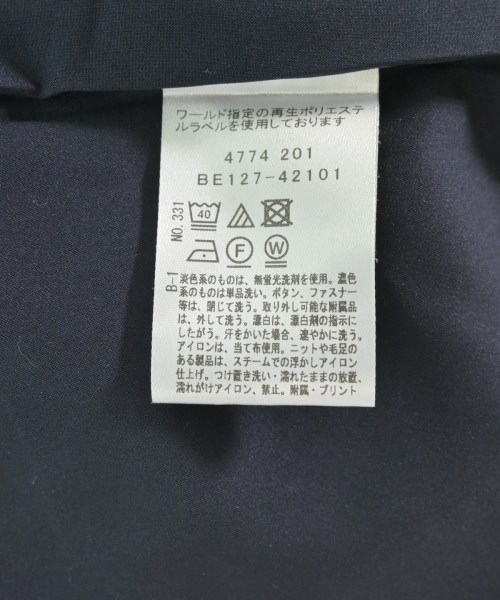 ワールド指定の再生ポリエステ
ルラベルを使用しております
4774 201
BE127-42101
NO.331
40
F
W
B-1
淡色系のものは、無蛍光洗剤を使用。濃色
系のものは単品洗い。ボタン、ファスナー
等は、閉じて洗う。取り外し可能な附属品
は、外して洗う。漂白は、漂白剤の指示に
したがう。汗をかいた場合、速やかに洗う。
アイロンは、当て布使用。ニットや毛足の
ある製品は、スチームでの浮かしアイロン
仕上げ。つけ置き洗い・濡れたままの放置、
濡れがけアイロン、禁止。附属・プリント